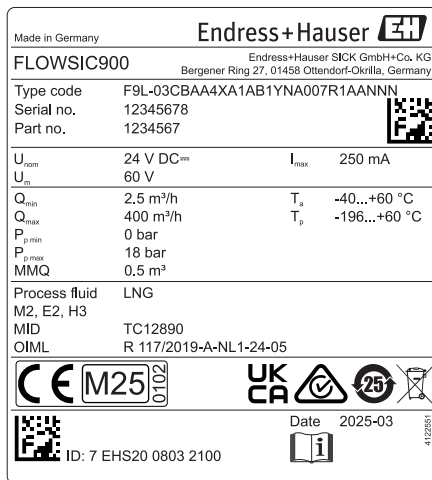 Made in Germany
Endress+Hauser EH
FLOWSIC900
Endress+Hauser SICK GmbH+Co. KG
Bergener Ring 27, 01458 Ottendorf-Okrilla, Germany
Type code F9L-03CBAA4XA1AB1YNA007R1AANNN
Serial no. 12345678
Part no. 1234567
Unom 24 V DC⎓ Imax 250 mA
Um 60 V
Qmin 2.5 m³/h Ta -40...+60 °C
Qmax 400 m³/h Tp -196...+60 °C
Pp min 0 bar
Pp max 18 bar
MMQ 0.5 m³
Process fluid LNG
M2, E2, H3
MID TC12890
OIML R 117/2019-A-NL1-24-05
CE M25 0102 UK CA 25
Date 2025-03
ID: 7 EHS20 0803 2100
i
4122551